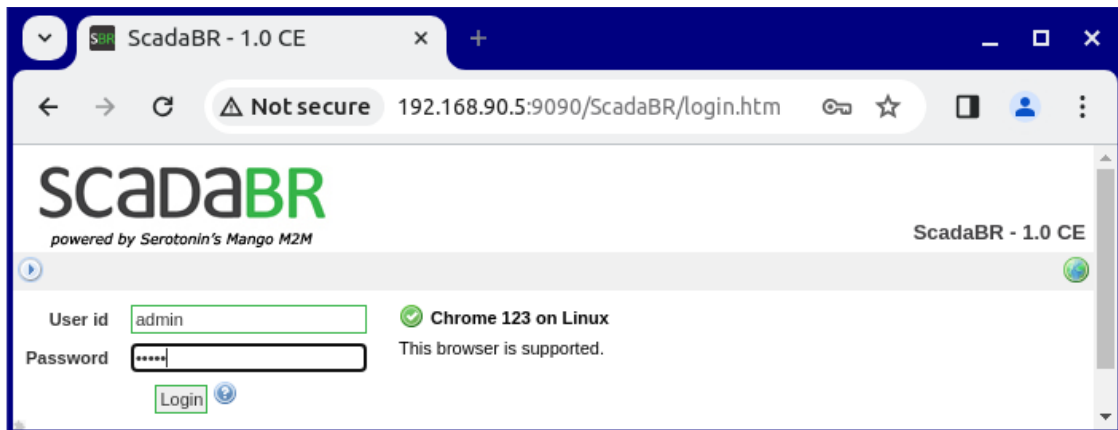 SBR ScadaBR - 1.0 CE
Not secure 192.168.90.5:9090/ScadaBR/login.htm
scadaBR
powered by Serotonin's Mango M2M
ScadaBR - 1.0 CE
User id admin
Chrome 123 on Linux
Password •••••
This browser is supported.
Login